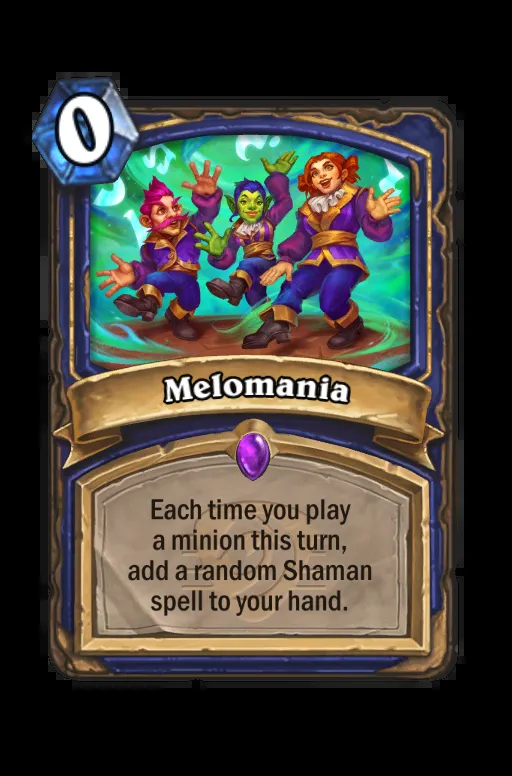 0
Melomania
Each time you play
a minion this turn,
add a random Shaman
spell to your hand.